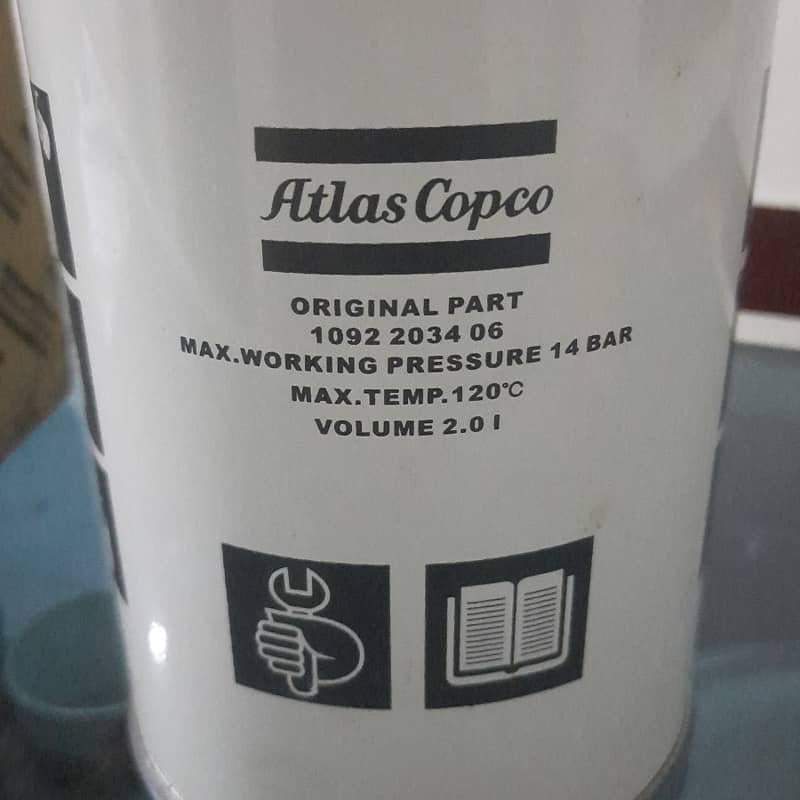 Atlas Copco
ORIGINAL PART
1092 2034 06
MAX.WORKING PRESSURE 14 BAR
MAX.TEMP.120℃
VOLUME 2.0 l